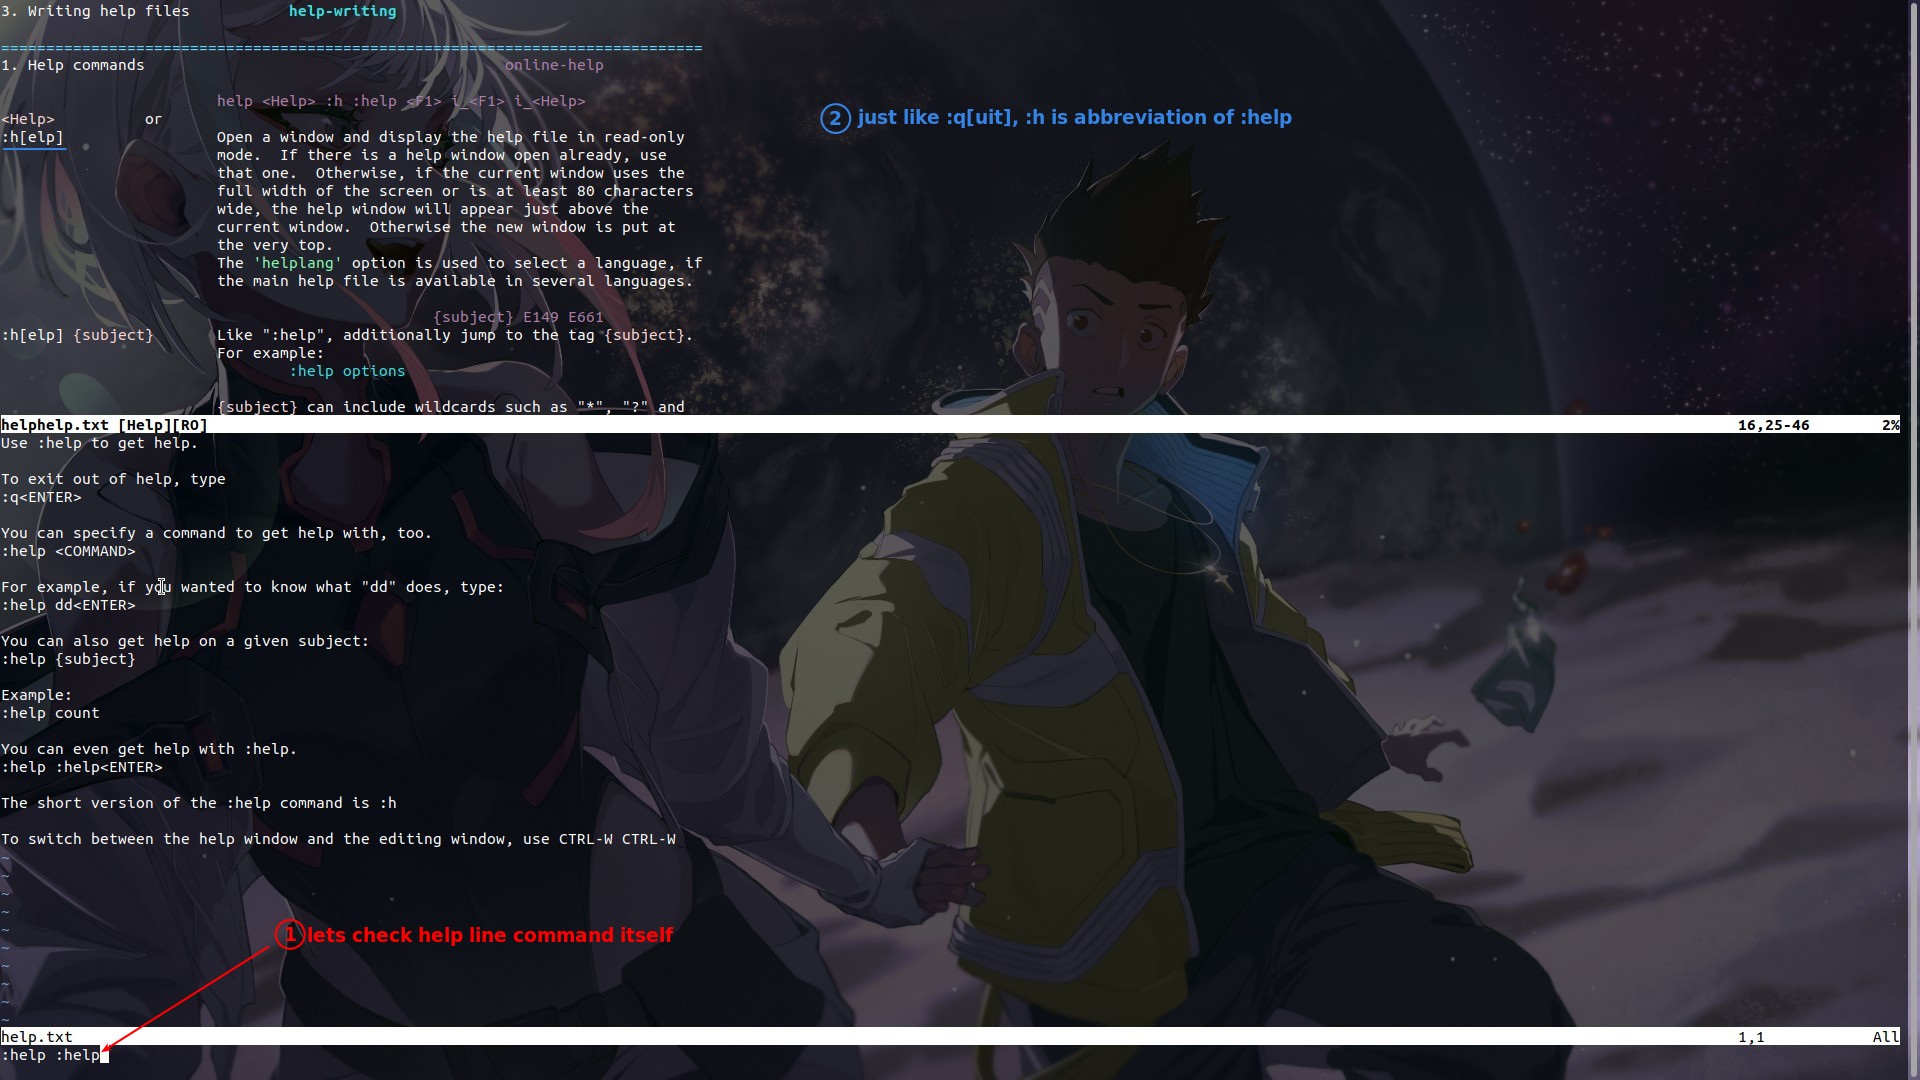 3. Writing help files           help-writing
==============================================================================
1. Help commands                                        online-help
help <Help> :h :help <F1> i_<F1> i_<Help>
<Help>          or
:h[elp]                 Open a window and display the help file in read-only
                        mode.  If there is a help window open already, use
                        that one.  Otherwise, if the current window uses the
                        full width of the screen or is at least 80 characters
                        wide, the help window will appear just above the
                        current window.  Otherwise the new window is put at
                        the very top.
                        The 'helplang' option is used to select a language, if
                        the main help file is available in several languages.
{subject} E149 E661
:h[elp] {subject}       Like ":help", additionally jump to the tag {subject}.
                        For example:
                                :help options
                        {subject} can include wildcards such as "*", "?" and
② just like :q[uit], :h is abbreviation of :help
helphelp.txt [Help][RO]                    16,25-46        2%
Use :help to get help.
To exit out of help, type
:q<ENTER>
You can specify a command to get help with, too.
:help <COMMAND>
For example, if you wanted to know what "dd" does, type:
:help dd<ENTER>
You can also get help on a given subject:
:help {subject}
Example:
:help count
You can even get help with :help.
:help :help<ENTER>
The short version of the :help command is :h
To switch between the help window and the editing window, use CTRL-W CTRL-W
~
~
~
~
~
~
~
~
~
~
① lets check help line command itself
help.txt                    1,1            All
:help :help